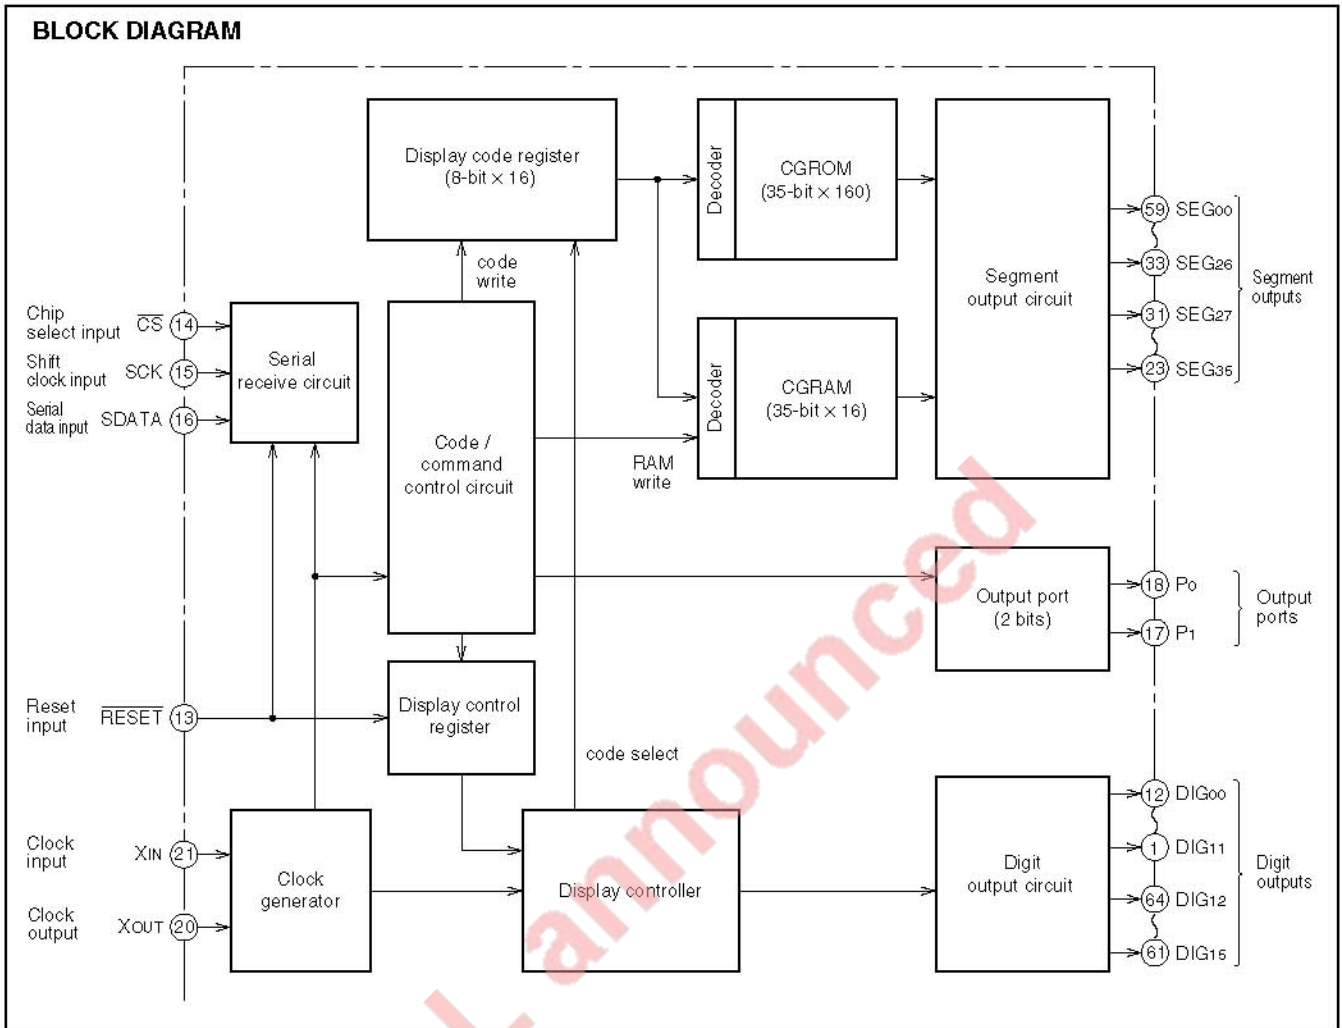 BLOCK DIAGRAM
Display code register
(8-bit × 16)
Decoder
CGROM
(35-bit × 160)
Segment
output circuit
59 SEG00
33 SEG26
31 SEG27
23 SEG35
Segment
outputs
code
write
Chip
select input
CS
14
Shift
clock input
SCK
15
Serial
data input
SDATA
16
Serial
receive circuit
Code /
command
control circuit
Decoder
CGRAM
(35-bit × 16)
RAM
write
Output port
(2 bits)
18 P0
17 P1
Output
ports
Reset
input
RESET
13
Display control
register
code select
Clock
input
XIN
21
Clock
output
XOUT
20
Clock
generator
Display controller
Digit
output circuit
12 DIG00
1 DIG11
64 DIG12
61 DIG15
Digit
outputs
announced